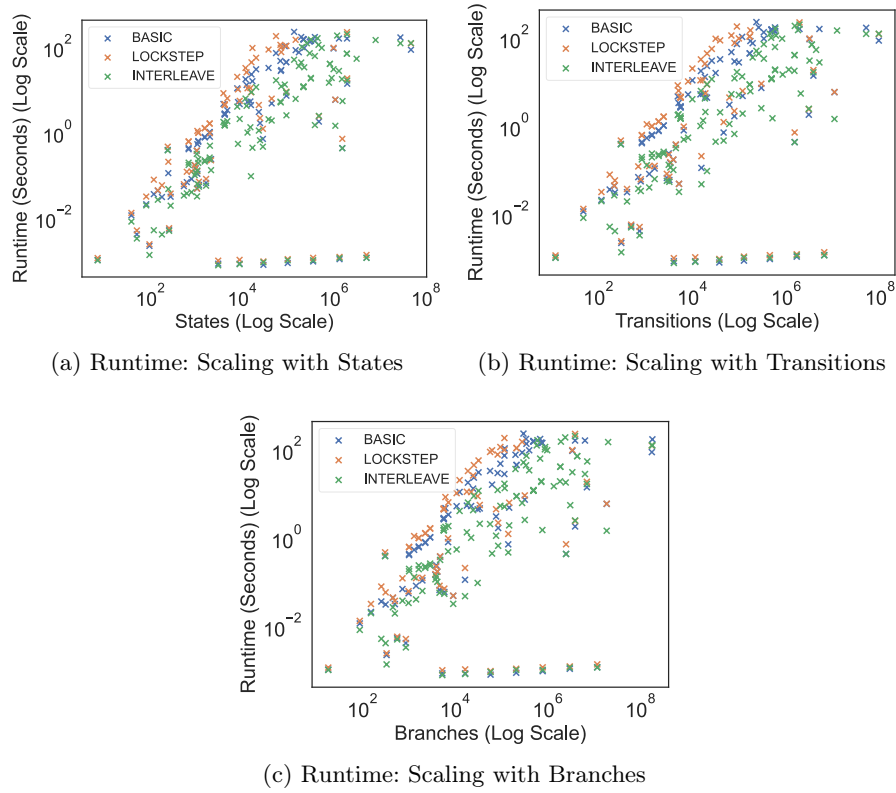 Runtime (Seconds) (Log Scale)
10^2
10^0
10^-2
BASIC
LOCKSTEP
INTERLEAVE
10^2 10^4 10^6 10^8
States (Log Scale)
(a) Runtime: Scaling with States
Runtime (Seconds) (Log Scale)
10^2
10^0
10^-2
BASIC
LOCKSTEP
INTERLEAVE
10^2 10^4 10^6 10^8
Transitions (Log Scale)
(b) Runtime: Scaling with Transitions
Runtime (Seconds) (Log Scale)
10^2
10^0
10^-2
BASIC
LOCKSTEP
INTERLEAVE
10^2 10^4 10^6 10^8
Branches (Log Scale)
(c) Runtime: Scaling with Branches